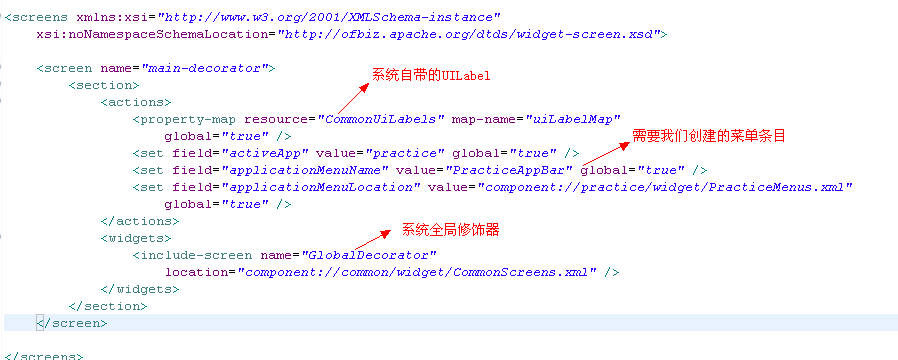 <screens xmlns:xsi="http://www.w3.org/2001/XMLSchema-instance"
xsi:noNamespaceSchemaLocation="http://ofbiz.apache.org/dtds/widget-screen.xsd">
<screen name="main-decorator">
系统自带的UILabel
<section>
<actions>
<property-map resource="CommonUiLabels" map-name="uiLabelMap"
global="true" />
需要我们创建的菜单条目
<set field="activeApp" value="practice" global="true" />
<set field="applicationMenuName" value="PracticeAppBar" global="true" />
<set field="applicationMenuLocation" value="component://practice/widget/PracticeMenus.xml"
global="true" />
</actions>
系统全局修饰器
<widgets>
<include-screen name="GlobalDecorator"
location="component://common/widget/CommonScreens.xml" />
</widgets>
</section>
</screen>
</screens>